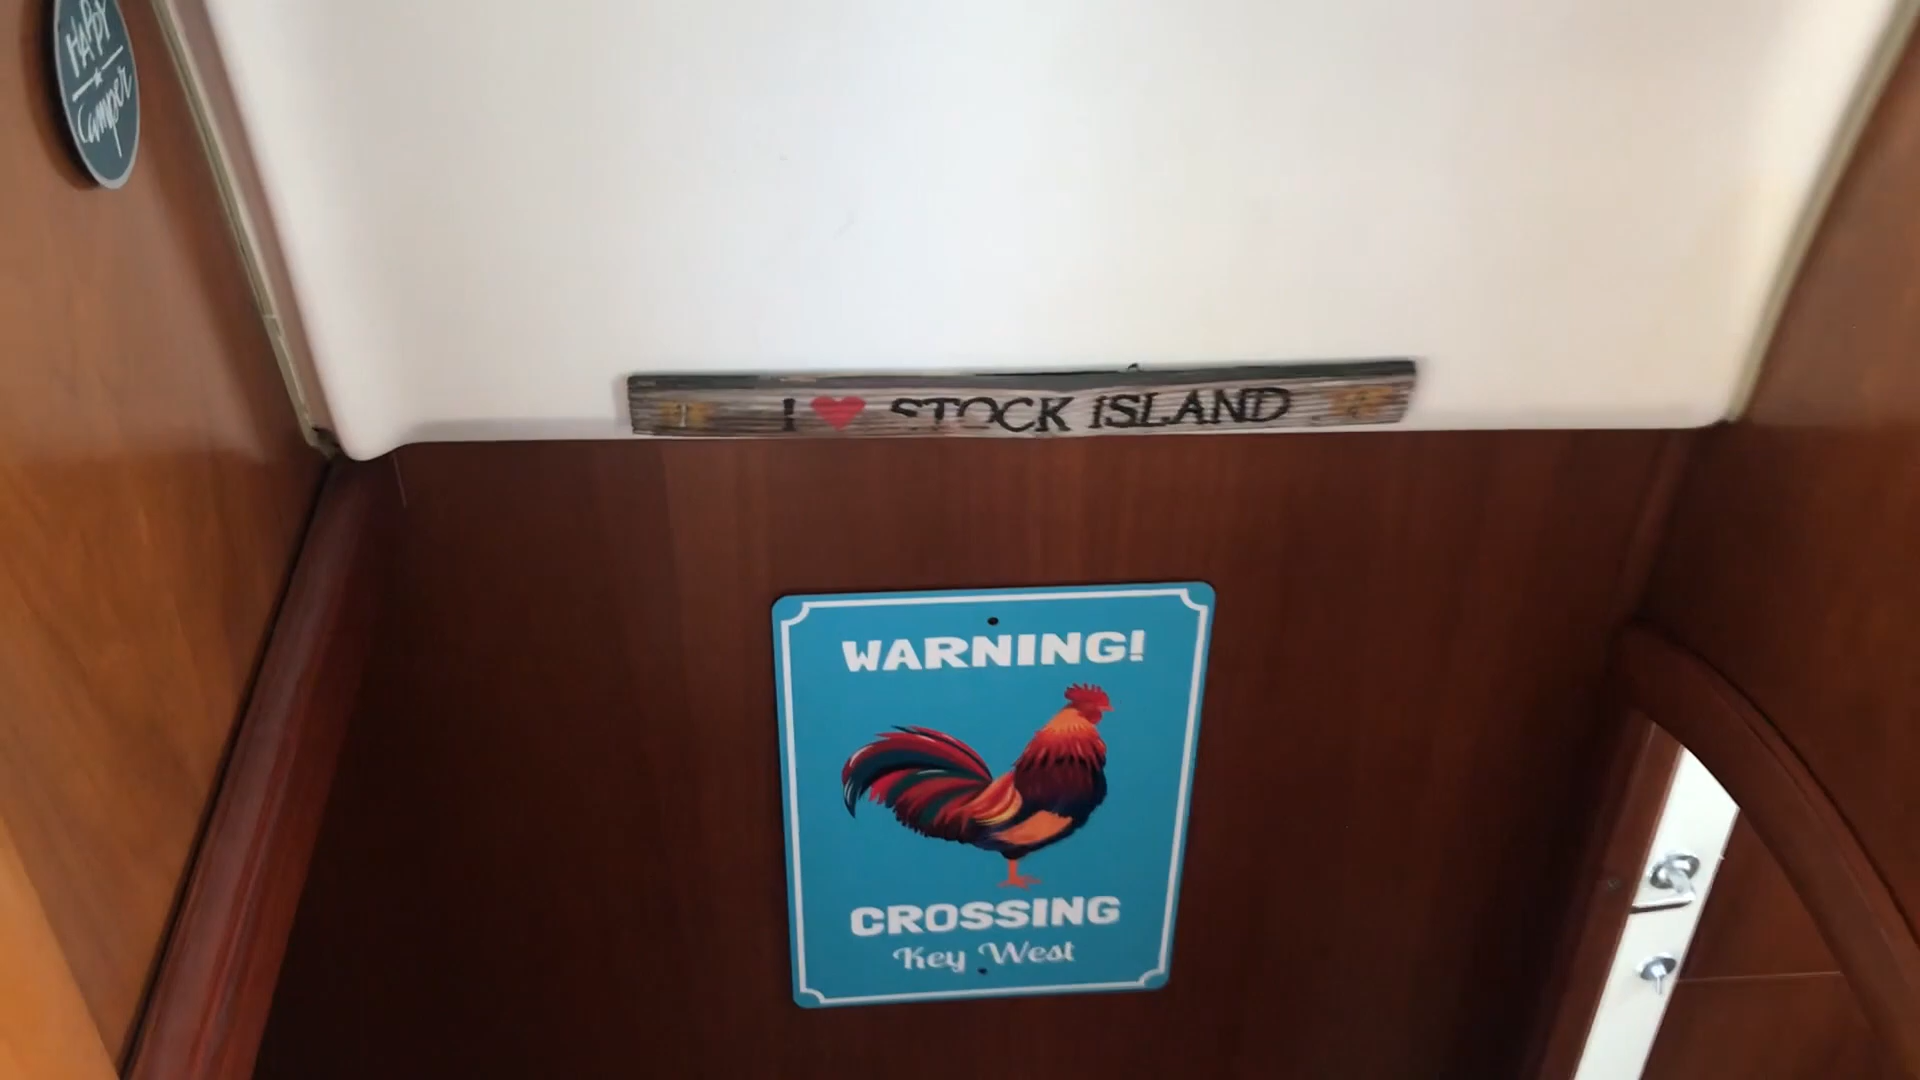 HAPPY
Camper
I ❤ STOCK ISLAND
WARNING!
CROSSING
Key West